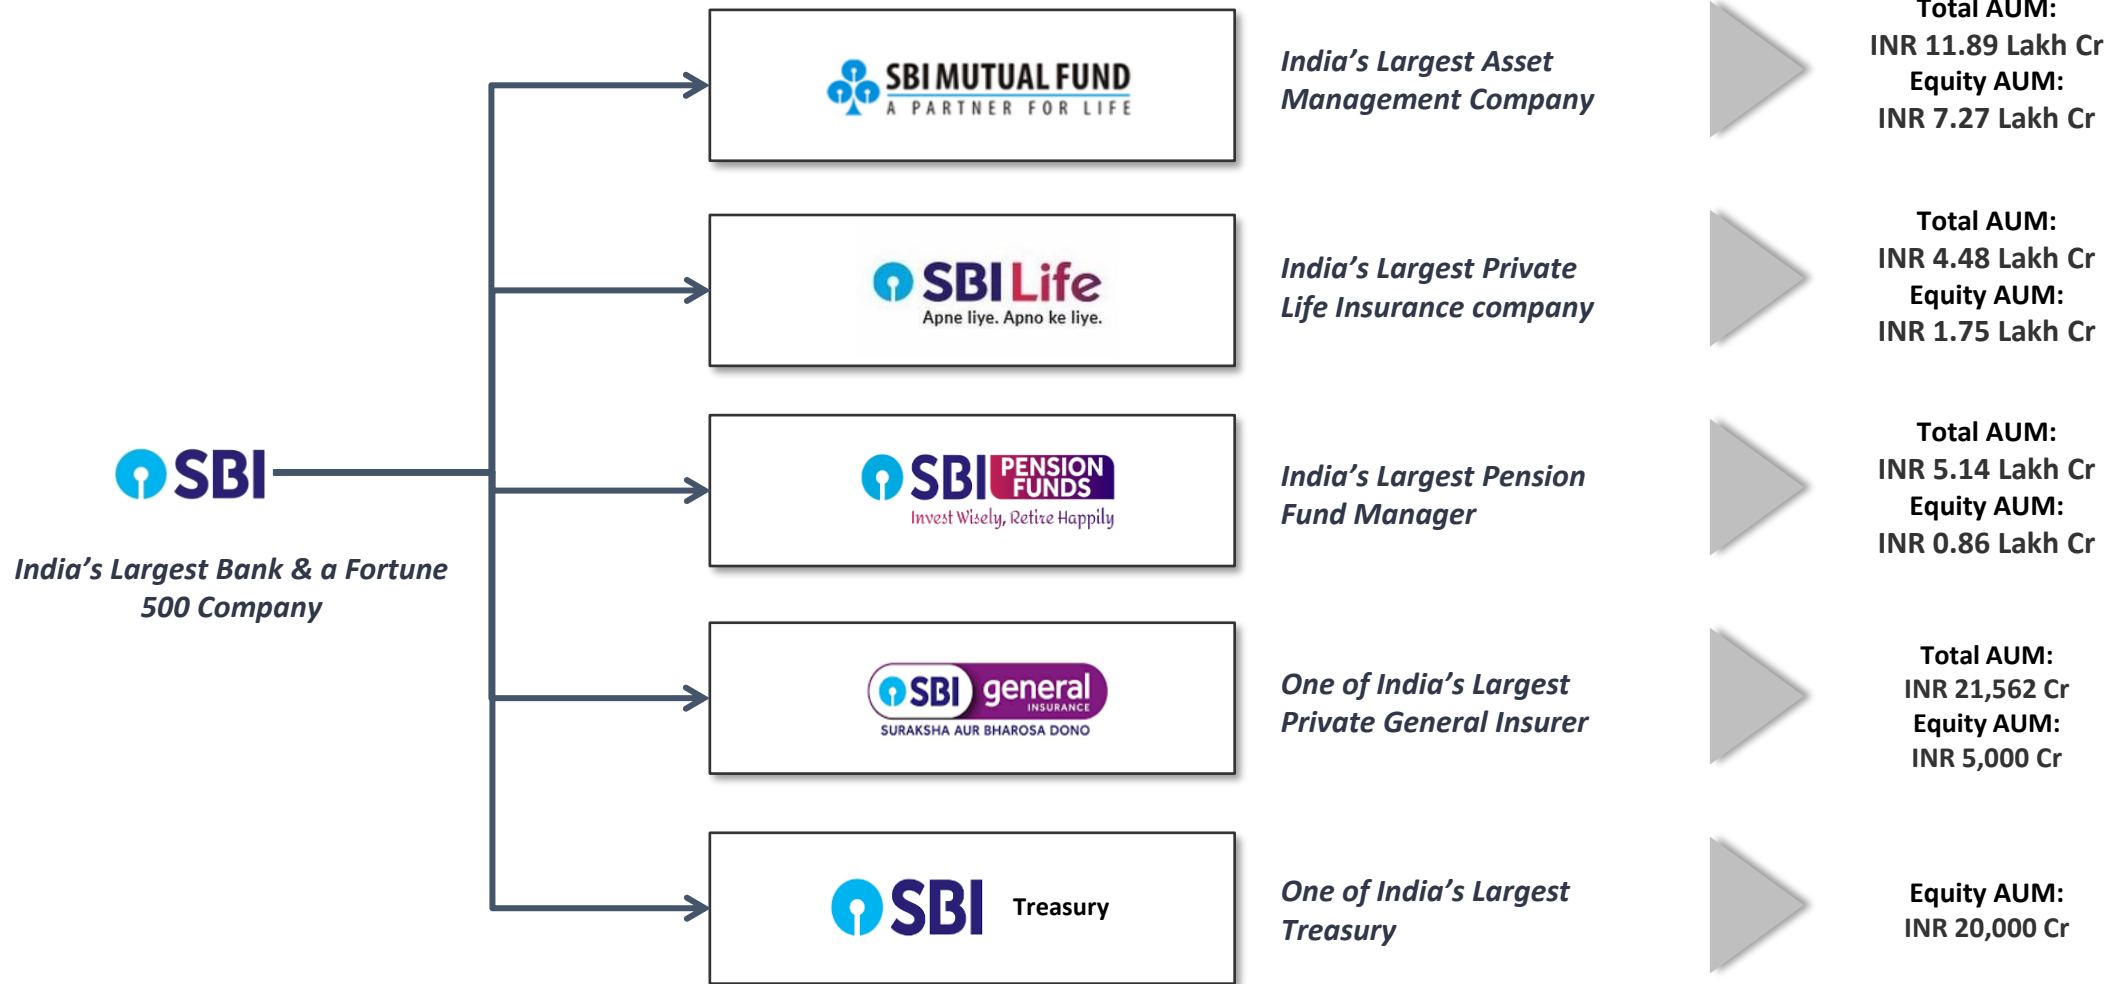 SBI
India’s Largest Bank & a Fortune
500 Company
SBI MUTUAL FUND
A PARTNER FOR LIFE
India’s Largest Asset
Management Company
Total AUM:
INR 11.89 Lakh Cr
Equity AUM:
INR 7.27 Lakh Cr
SBI Life
Apne liye. Apno ke liye.
India’s Largest Private
Life Insurance company
Total AUM:
INR 4.48 Lakh Cr
Equity AUM:
INR 1.75 Lakh Cr
SBI PENSION
FUNDS
Invest Wisely, Retire Happily
India’s Largest Pension
Fund Manager
Total AUM:
INR 5.14 Lakh Cr
Equity AUM:
INR 0.86 Lakh Cr
SBI general
INSURANCE
SURAKSHA AUR BHAROSA DONO
One of India’s Largest
Private General Insurer
Total AUM:
INR 21,562 Cr
Equity AUM:
INR 5,000 Cr
SBI Treasury
One of India’s Largest
Treasury
Equity AUM:
INR 20,000 Cr